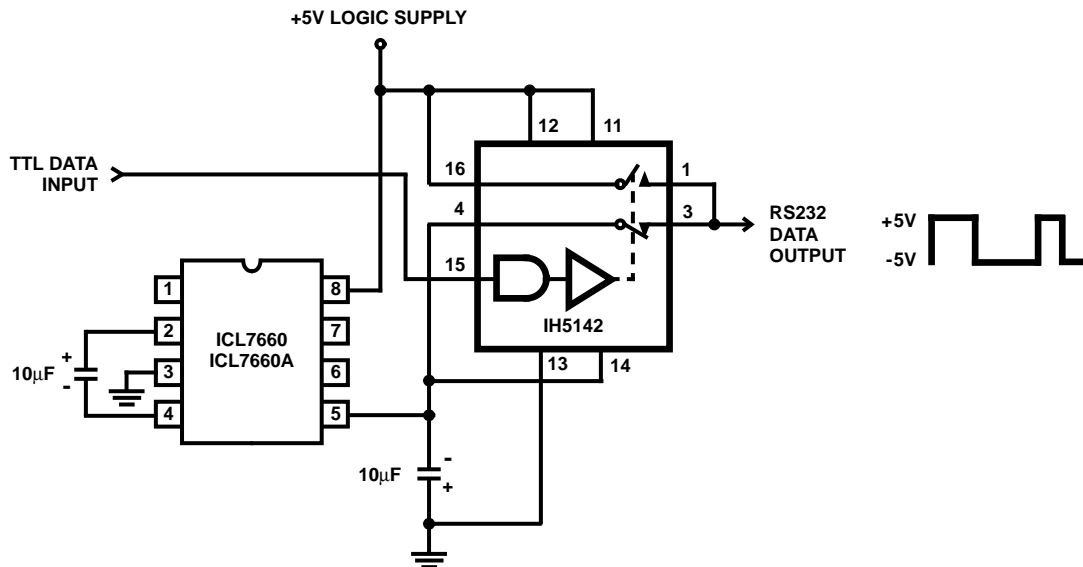 +5V LOGIC SUPPLY
12
11
TTL DATA
INPUT
16
1
4
3
RS232
DATA
OUTPUT
+5V
-5V
15
IH5142
13
14
1
2
3
4
8
7
6
5
ICL7660
ICL7660A
10μF
+
-
10μF
-
+